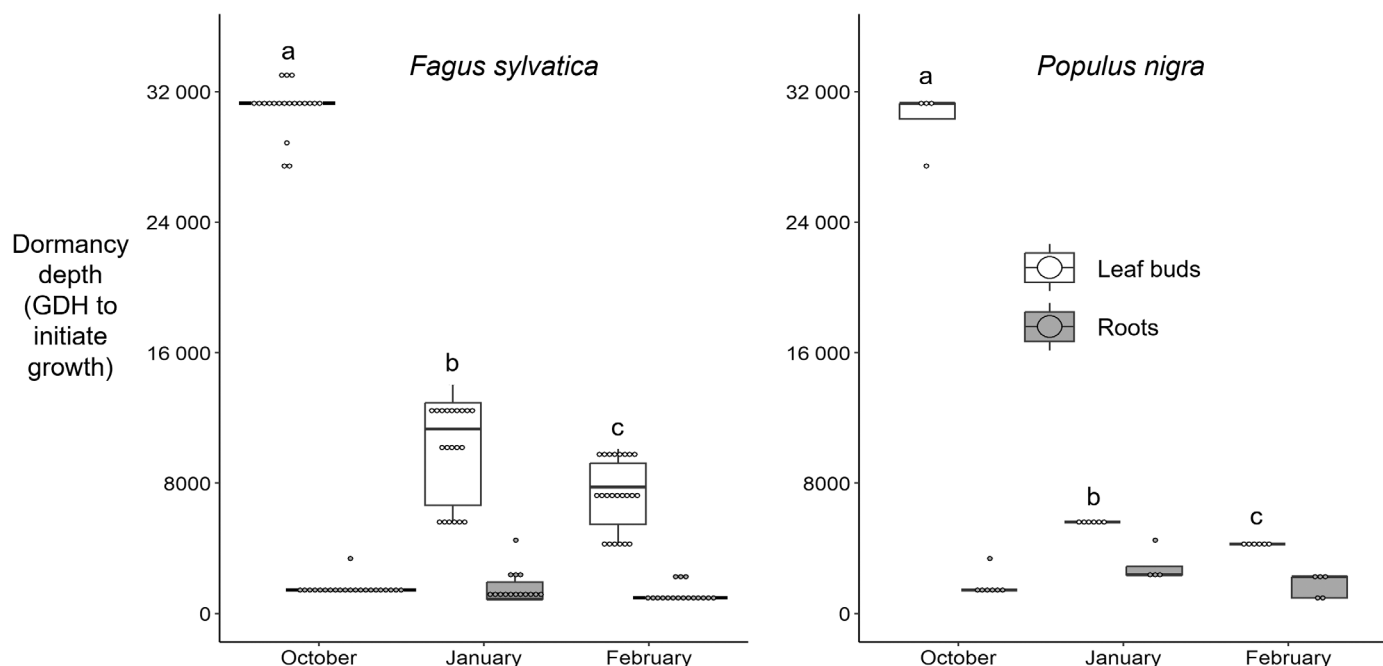 Dormancy
depth
(GDH to
initiate
growth)
32 000
24 000
16 000
8000
0
Fagus sylvatica
a
b
c
October
January
February
32 000
24 000
16 000
8000
0
Populus nigra
a
b
c
Leaf buds
Roots
October
January
February